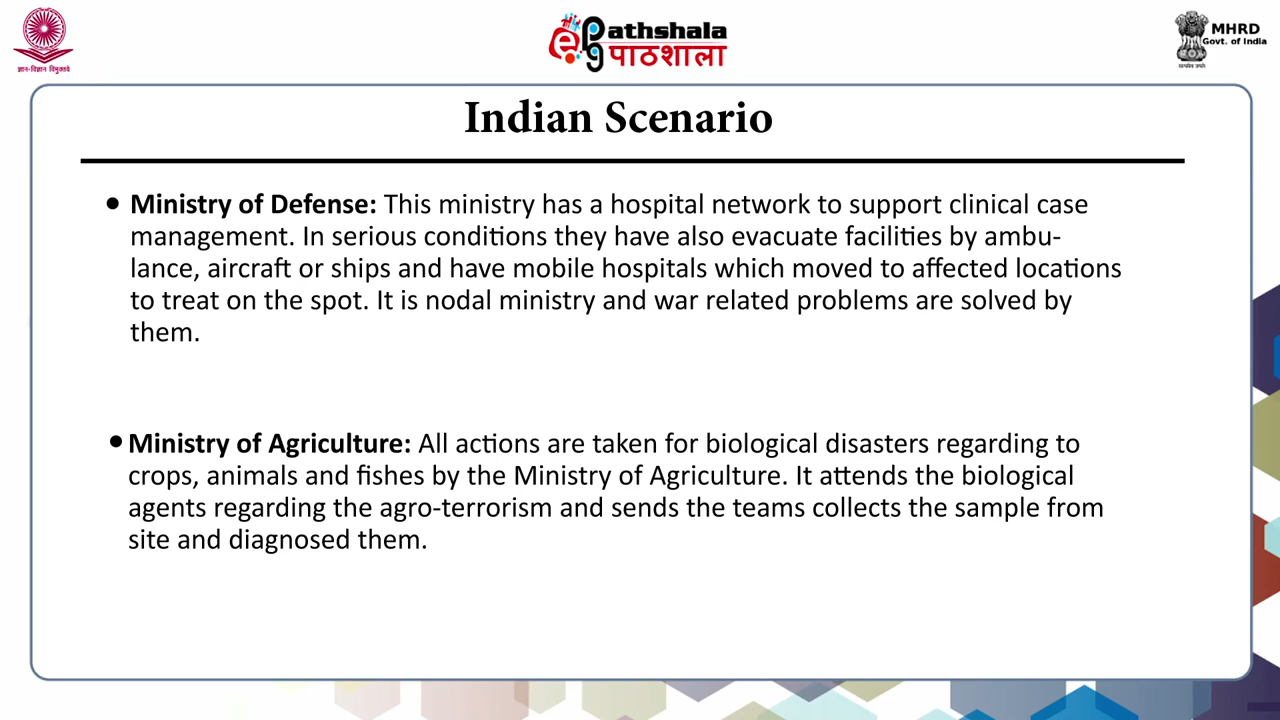 ज्ञान-विज्ञान विमुक्तये
ePg Pathshala
पाठशाला
MHRD
Govt. of India
सत्यमेव जयते
Indian Scenario
• Ministry of Defense: This ministry has a hospital network to support clinical case
management. In serious conditions they have also evacuate facilities by ambu-
lance, aircraft or ships and have mobile hospitals which moved to affected locations
to treat on the spot. It is nodal ministry and war related problems are solved by
them.
• Ministry of Agriculture: All actions are taken for biological disasters regarding to
crops, animals and fishes by the Ministry of Agriculture. It attends the biological
agents regarding the agro-terrorism and sends the teams collects the sample from
site and diagnosed them.